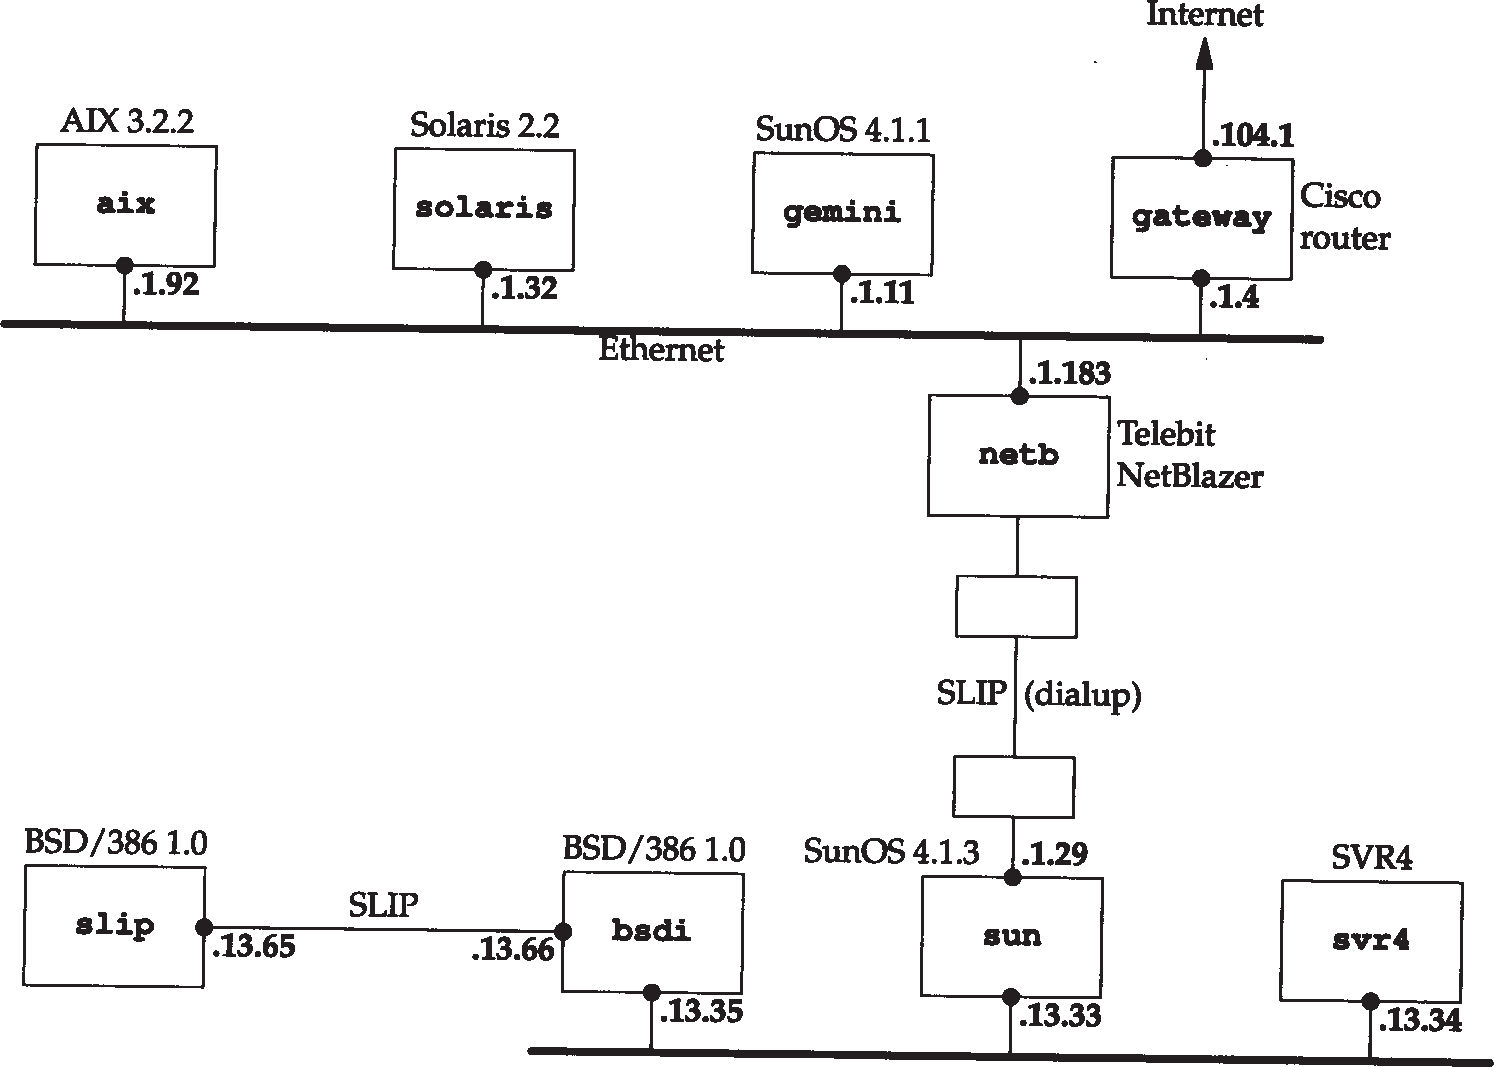 Internet
.104.1
AIX 3.2.2
Solaris 2.2
SunOS 4.1.1
aix
solaris
gemini
gateway
Cisco
router
.1.92
.1.32
.1.11
.1.4
Ethernet
.1.183
netb
Telebit
NetBlazer
SLIP (dialup)
BSD/386 1.0
BSD/386 1.0
SunOS 4.1.3
.1.29
SVR4
slip
SLIP
bsdi
sun
svr4
.13.65
.13.66
.13.35
.13.33
.13.34